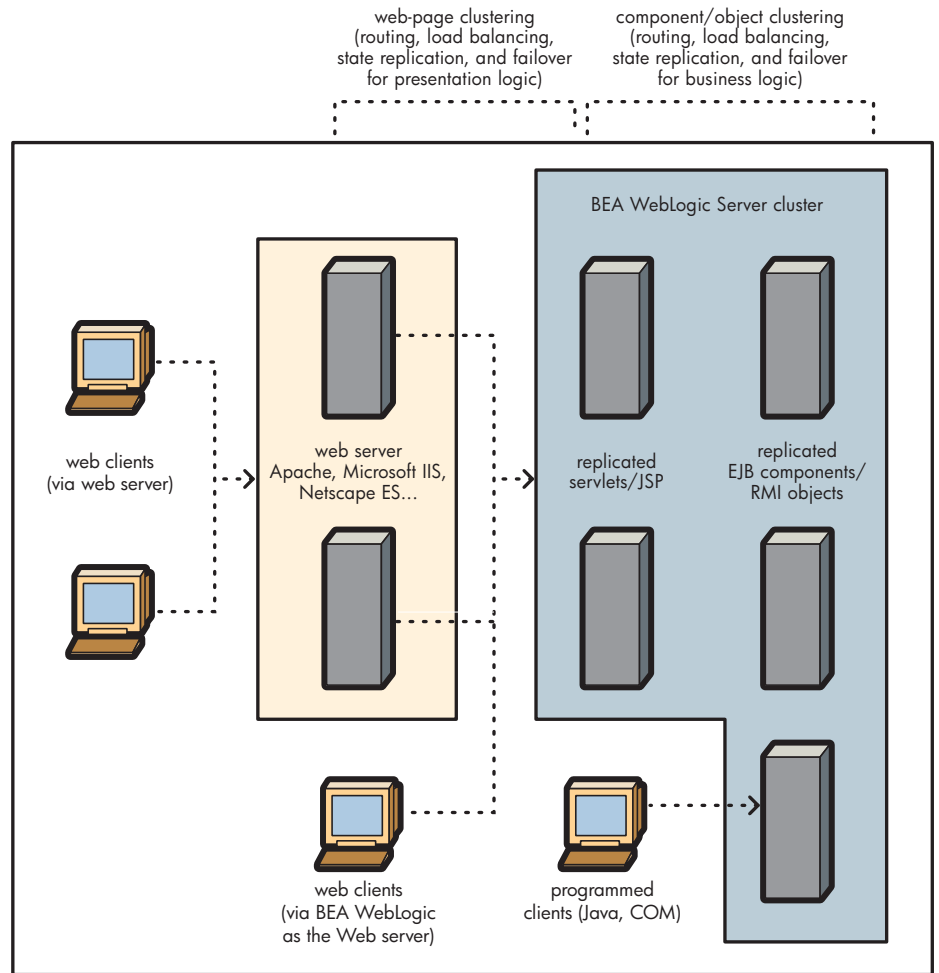 web-page clustering
(routing, load balancing,
state replication, and failover
for presentation logic)
component/object clustering
(routing, load balancing,
state replication, and failover
for business logic)
BEA WebLogic Server cluster
web clients
(via web server)
web server
Apache, Microsoft IIS,
Netscape ES...
replicated
servlets/JSP
replicated
EJB components/
RMI objects
web clients
(via BEA WebLogic
as the Web server)
programmed
clients (Java, COM)